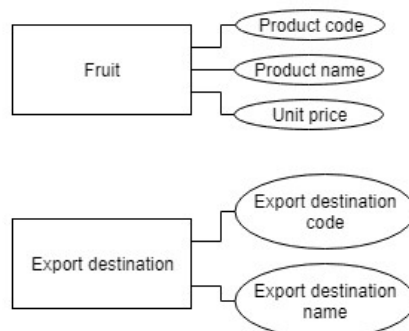 Product code
Fruit
Product name
Unit price
Export destination
code
Export destination
Export destination
name